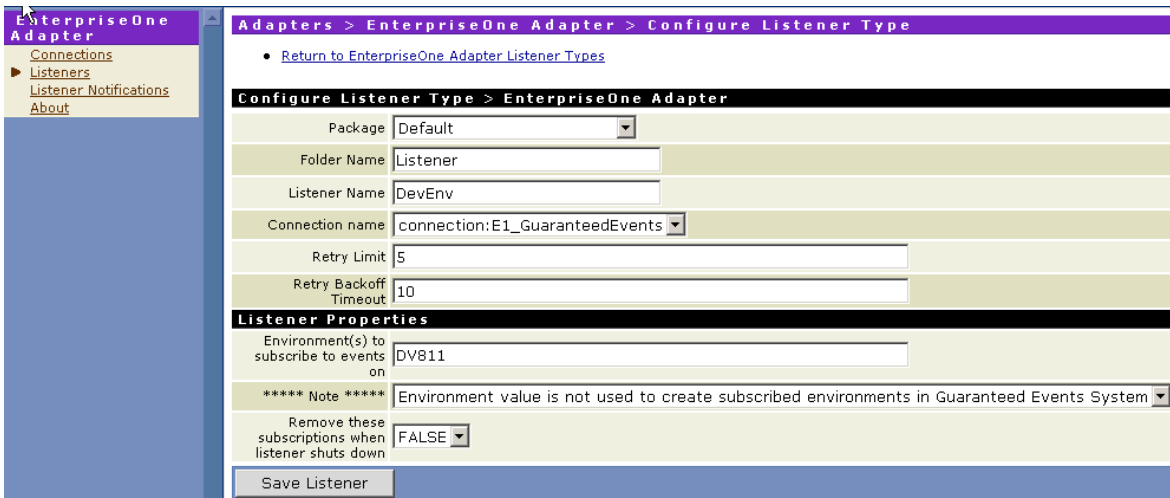 EnterpriseOne
Adapter
Connections
Listeners
Listener Notifications
About
Adapters > EnterpriseOne Adapter > Configure Listener Type
Return to EnterpriseOne Adapter Listener Types
Configure Listener Type > EnterpriseOne Adapter
Package Default
Folder Name Listener
Listener Name DevEnv
Connection name connection:E1_GuaranteedEvents
Retry Limit 5
Retry Backoff
Timeout 10
Listener Properties
Environment(s) to
subscribe to events
on DV811
***** Note ***** Environment value is not used to create subscribed environments in Guaranteed Events System
Remove these
subscriptions when
listener shuts down FALSE
Save Listener